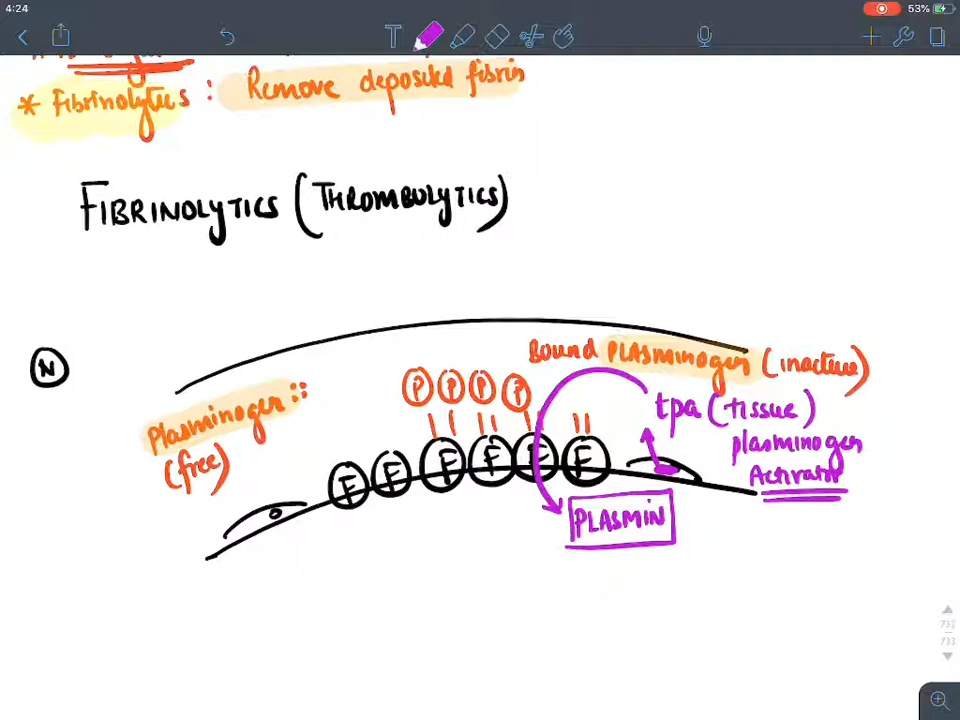 4:24
53%
* Fibrinolytics : Remove deposited fibrin
FIBRINOLYTICS (THROMBOLYTICS)
N
Bound PLASMINOGEN (inactive)
Plasminogen
(free)
P P P P
tpa (tissue
plasminogen
Activator
)
F F F F F F
PLASMIN
T
733